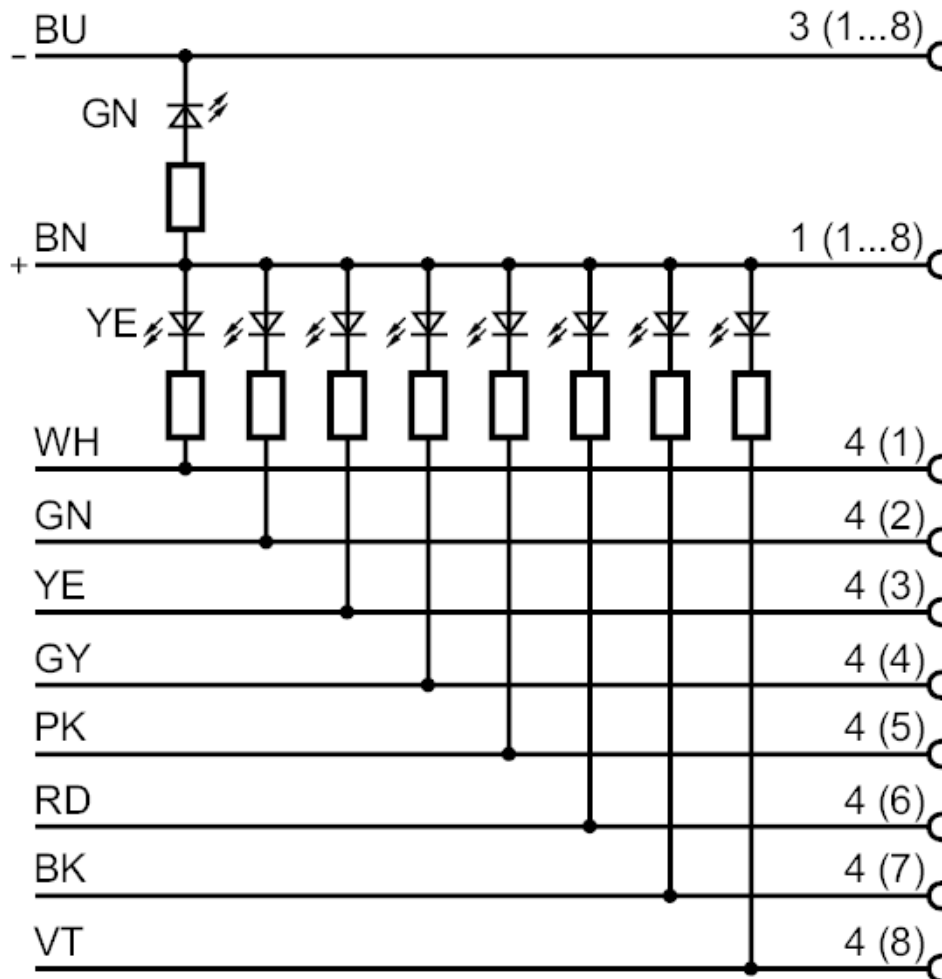 BU 3 (1...8)
-
GN
BN 1 (1...8)
+
YE
WH 4 (1)
GN 4 (2)
YE 4 (3)
GY 4 (4)
PK 4 (5)
RD 4 (6)
BK 4 (7)
VT 4 (8)